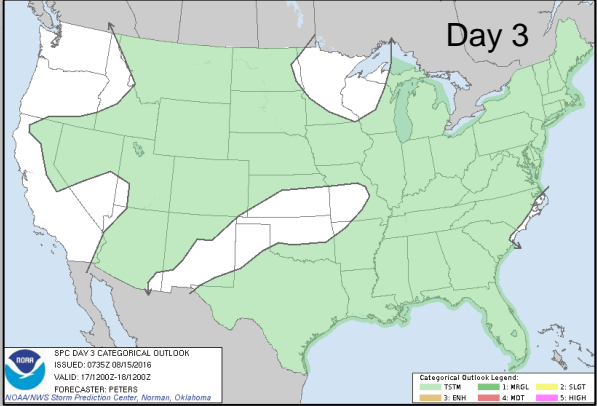 Day 3
SPC DAY 3 CATEGORICAL OUTLOOK
ISSUED: 0735Z 08/15/2016
VALID: 17/1200Z-18/1200Z
FORECASTER: PETERS
NOAA/NWS Storm Prediction Center, Norman, Oklahoma
NOAA
Categorical Outlook Legend:
TSTM 1: MRGL 2: SLGT
3: ENH 4: MDT 5: HIGH